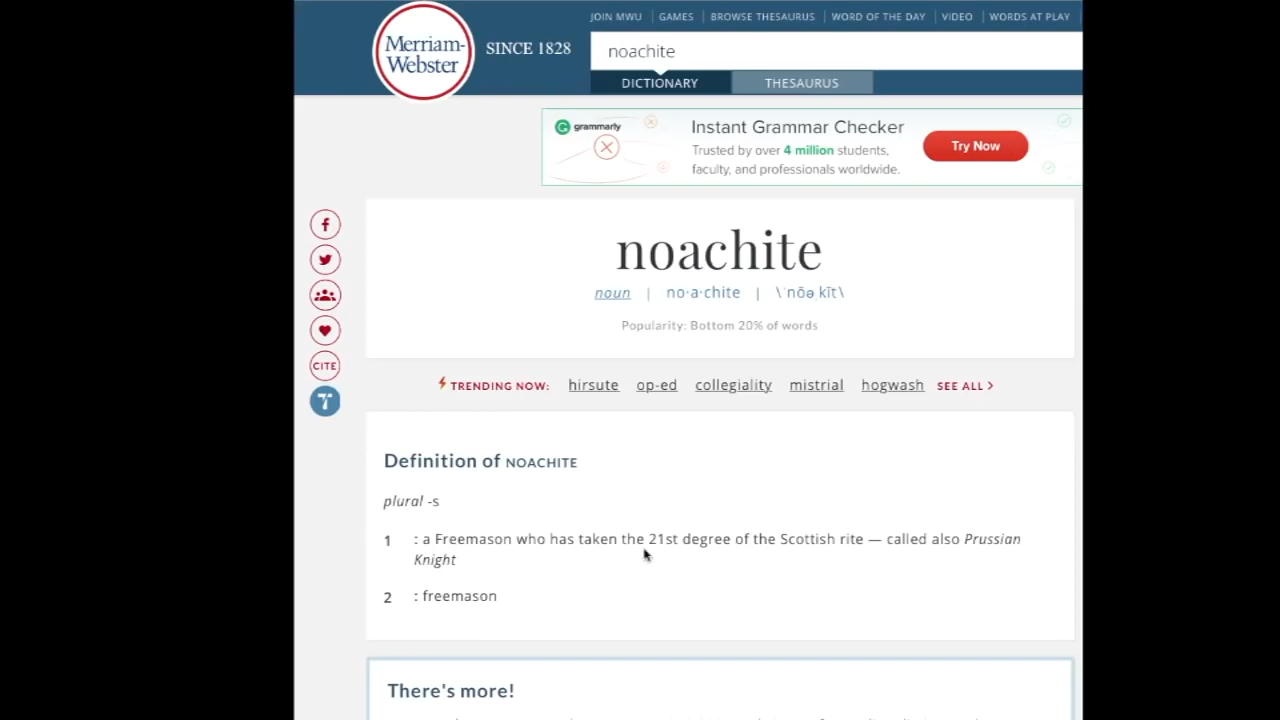 JOIN MWU GAMES BROWSE THESAURUS WORD OF THE DAY VIDEO WORDS AT PLAY
Merriam-
Webster
SINCE 1828
noachite
DICTIONARY THESAURUS
grammarly
Instant Grammar Checker
Trusted by over 4 million students,
faculty, and professionals worldwide.
Try Now
noachite
noun | no·a·chite | \ˈnōəˌkīt\
Popularity: Bottom 20% of words
CITE
TRENDING NOW: hirsute op-ed collegiality mistrial hogwash SEE ALL >
Definition of NOACHITE
plural -s
1 : a Freemason who has taken the 21st degree of the Scottish rite — called also Prussian
Knight
2 : freemason
There's more!